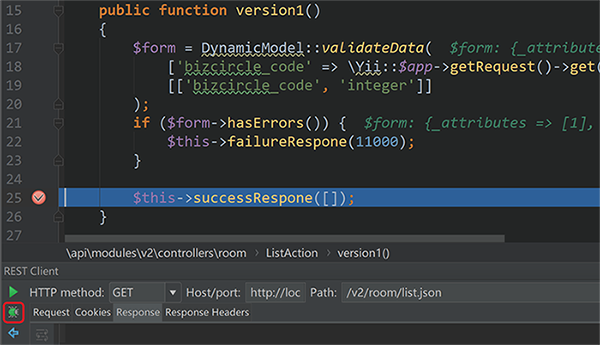 15 public function version1()
16 {
17 $form = DynamicModel::validateData( $form: {_attribute
18 ['bizcircle_code' => \Yii::$app->getRequest()->get(
19 [['bizcircle_code', 'integer']]
20 );
21 if ($form->hasErrors()) { $form: {_attributes => [1],
22 $this->failureRespone(11000);
23 }
24
25 $this->successRespone([]);
26 }
27
\api\modules\v2\controllers\room › ListAction › version1()
REST Client
HTTP method: GET Host/port: http://loc Path: /v2/room/list.json
Request Cookies Response Response Headers